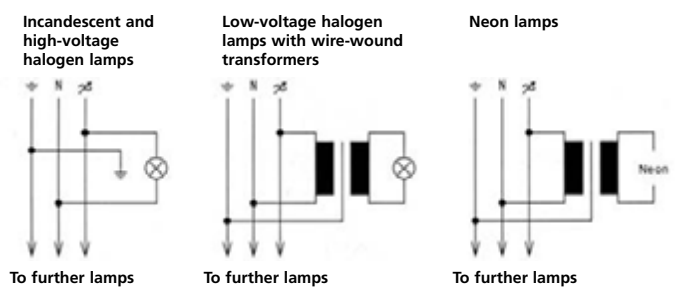 Incandescent and
high-voltage
halogen lamps
N
To further lamps
Low-voltage halogen
lamps with wire-wound
transformers
N
To further lamps
Neon lamps
N
Neon
To further lamps